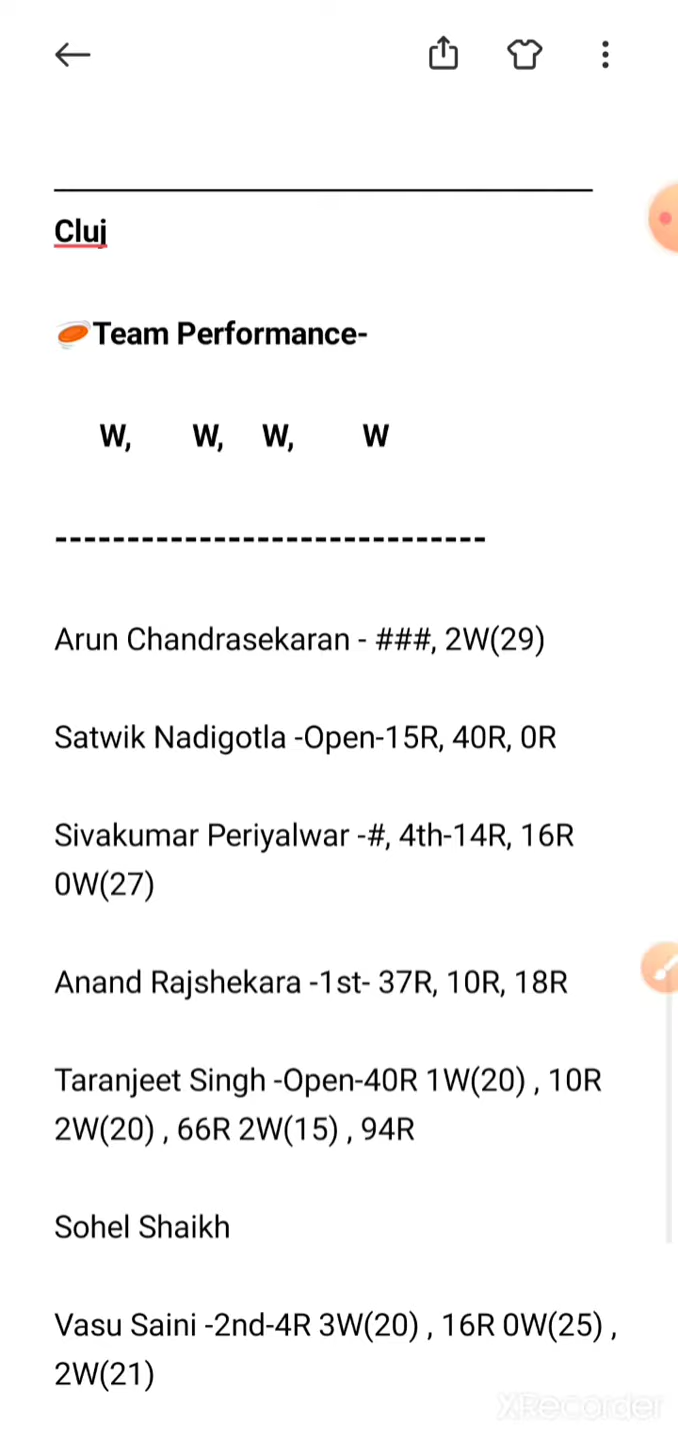 Cluj
Team Performance-
W, W, W, W
------------------------------
Arun Chandrasekaran - ###, 2W(29)
Satwik Nadigotla -Open-15R, 40R, 0R
Sivakumar Periyalwar -#, 4th-14R, 16R
0W(27)
Anand Rajshekara -1st- 37R, 10R, 18R
Taranjeet Singh -Open-40R 1W(20) , 10R
2W(20) , 66R 2W(15) , 94R
Sohel Shaikh
Vasu Saini -2nd-4R 3W(20) , 16R 0W(25) ,
2W(21)
XRecorder